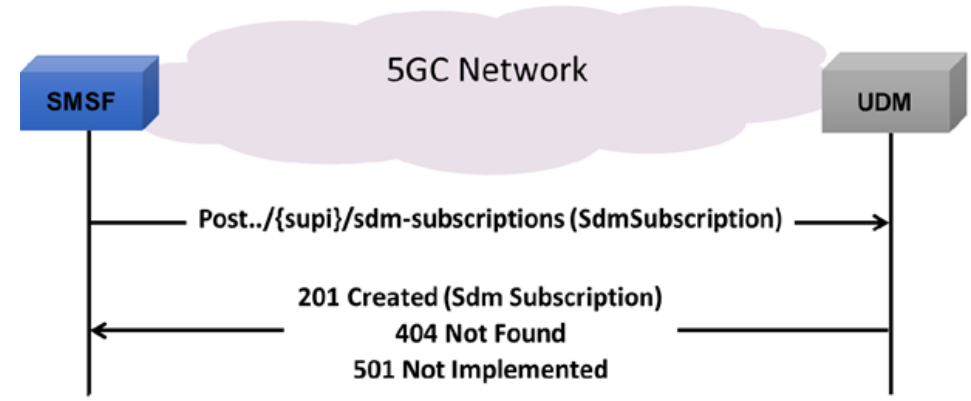 5GC Network
SMSF
UDM
Post../{supi}/sdm-subscriptions (SdmSubscription)
201 Created (Sdm Subscription)
404 Not Found
501 Not Implemented